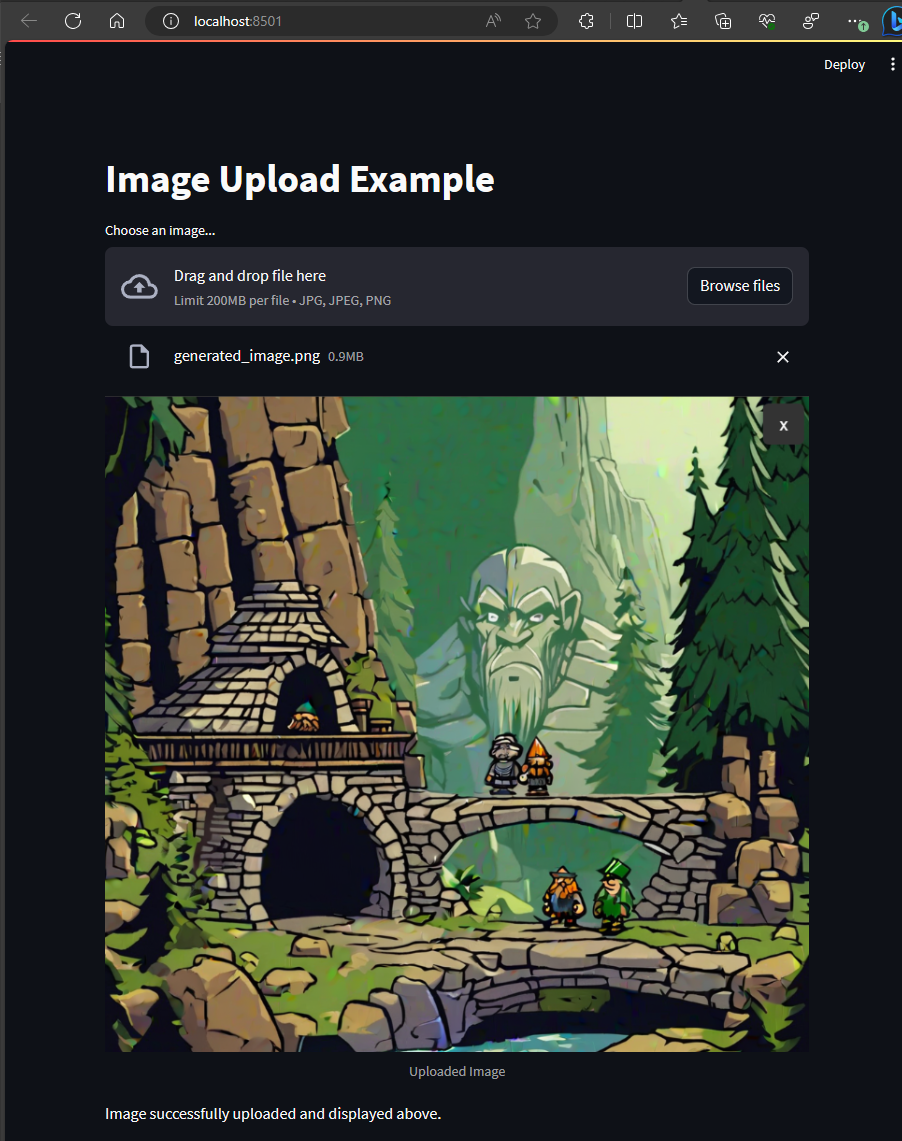 localhost:8501
Deploy
Image Upload Example
Choose an image...
Drag and drop file here
Limit 200MB per file • JPG, JPEG, PNG
Browse files
generated_image.png 0.9MB
x
Uploaded Image
Image successfully uploaded and displayed above.